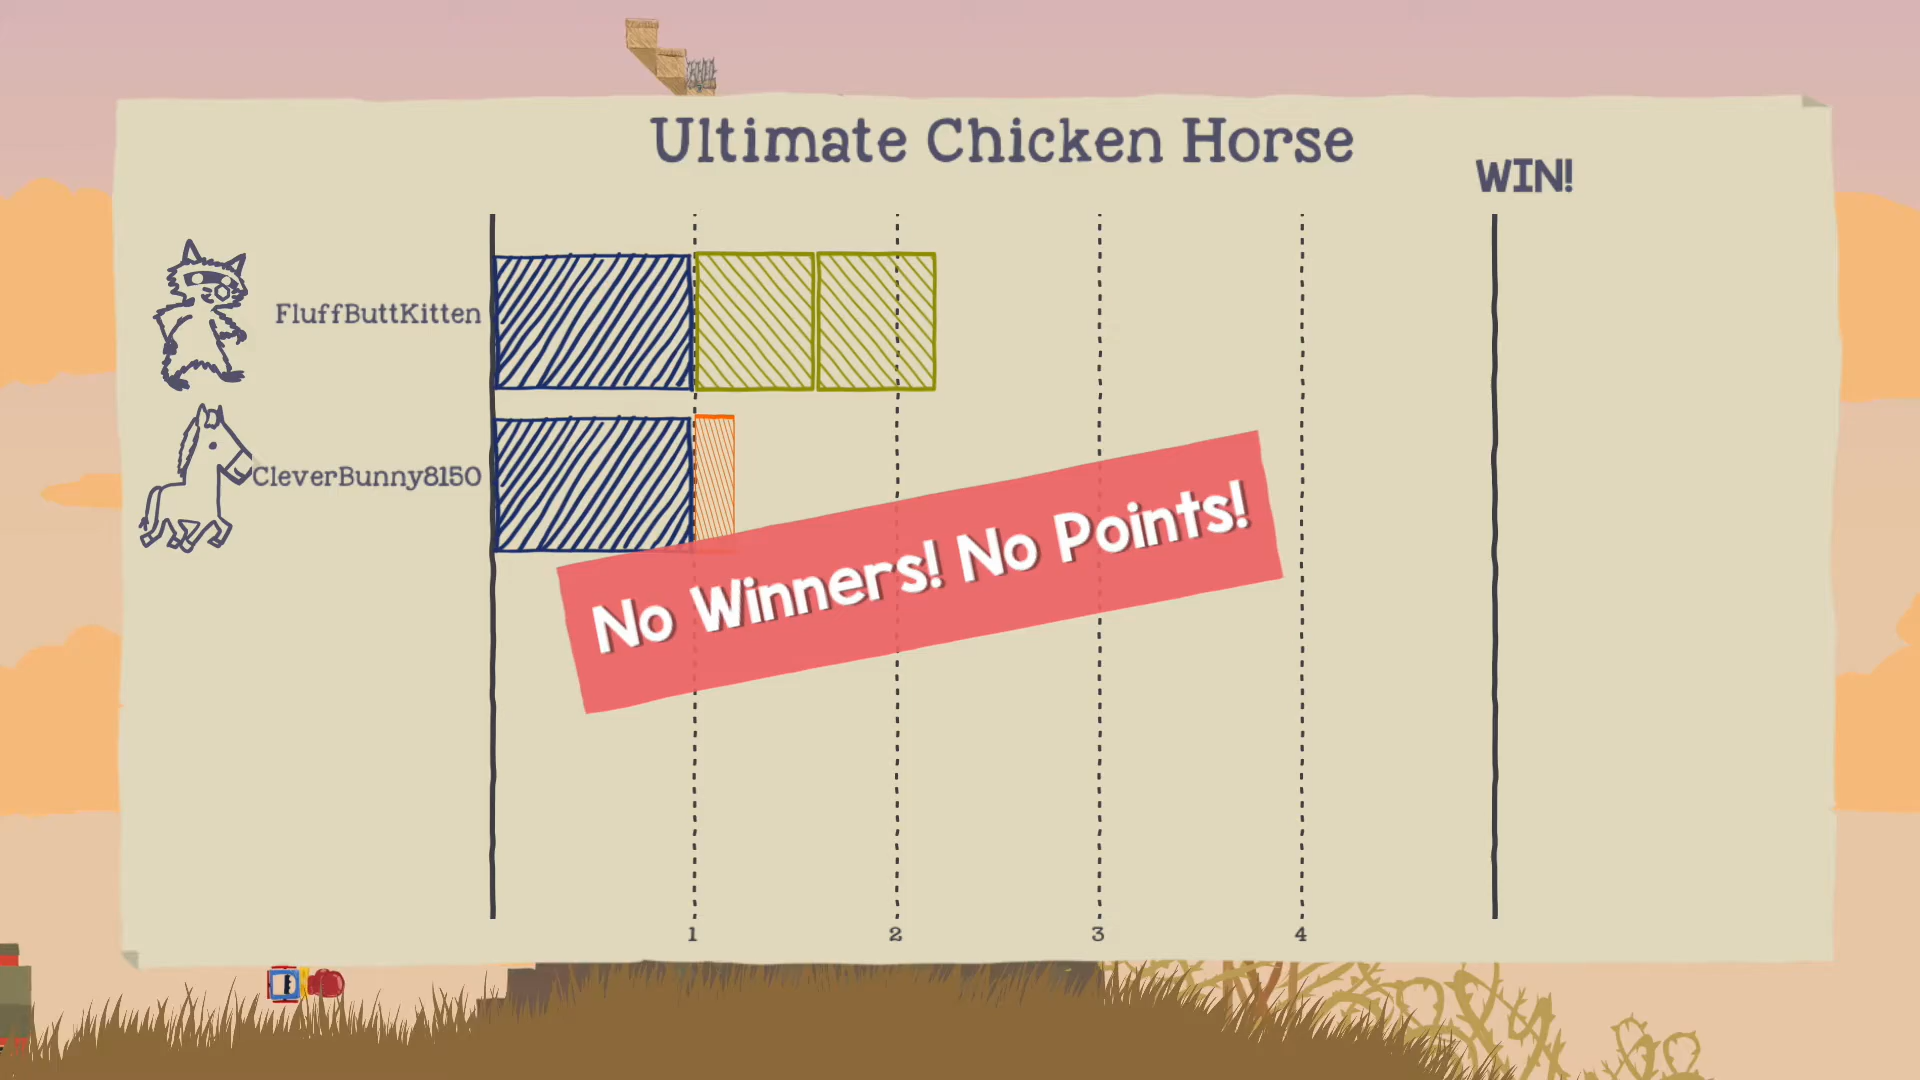 Ultimate Chicken Horse
WIN!
FluffButtKitten
CleverBunny8150
No Winners! No Points!
1 2 3 4